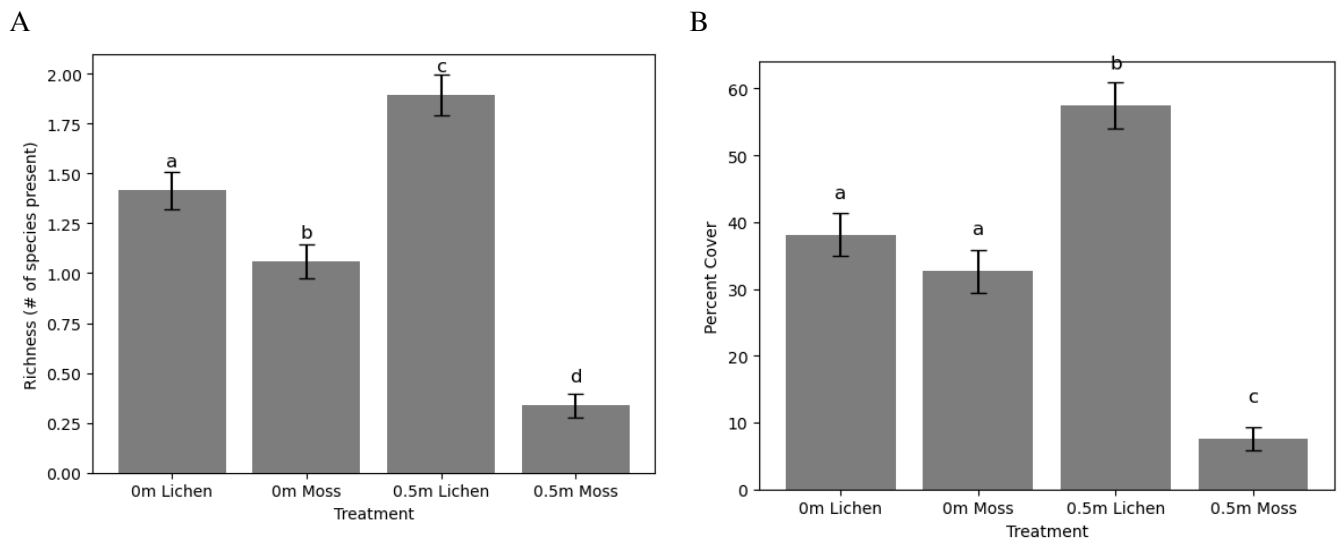 A
Richness (# of species present)
2.00
1.75
1.50
1.25
1.00
0.75
0.50
0.25
0.00
a
b
c
d
0m Lichen 0m Moss 0.5m Lichen 0.5m Moss
Treatment
B
Percent Cover
60
50
40
30
20
10
0
a
a
b
c
0m Lichen 0m Moss 0.5m Lichen 0.5m Moss
Treatment